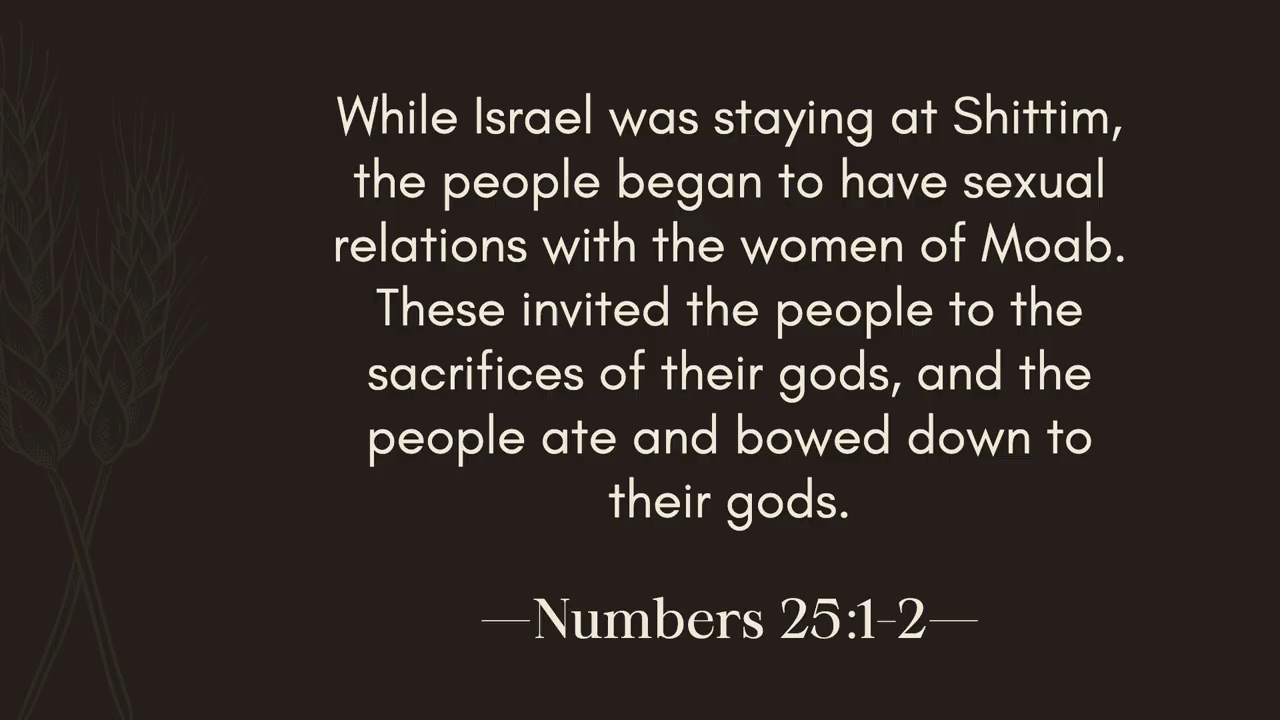 While Israel was staying at Shittim,
the people began to have sexual
relations with the women of Moab.
These invited the people to the
sacrifices of their gods, and the
people ate and bowed down to
their gods.
—Numbers 25:1-2—